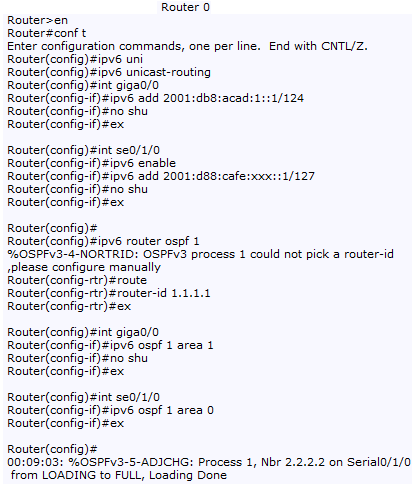 Router 0
Router>en
Router#conf t
Enter configuration commands, one per line. End with CNTL/Z.
Router(config)#ipv6 uni
Router(config)#ipv6 unicast-routing
Router(config)#int giga0/0
Router(config-if)#ipv6 add 2001:db8:acad:1::1/124
Router(config-if)#no shu
Router(config-if)#ex
Router(config)#int se0/1/0
Router(config-if)#ipv6 enable
Router(config-if)#ipv6 add 2001:d88:cafe:xxx::1/127
Router(config-if)#no shu
Router(config-if)#ex
Router(config)#
Router(config)#ipv6 router ospf 1
%OSPFv3-4-NORTRID: OSPFv3 process 1 could not pick a router-id
,please configure manually
Router(config-rtr)#route
Router(config-rtr)#router-id 1.1.1.1
Router(config-rtr)#ex
Router(config)#int giga0/0
Router(config-if)#ipv6 ospf 1 area 1
Router(config-if)#no shu
Router(config-if)#ex
Router(config)#int se0/1/0
Router(config-if)#ipv6 ospf 1 area 0
Router(config-if)#ex
Router(config)#
00:09:03: %OSPFv3-5-ADJCHG: Process 1, Nbr 2.2.2.2 on Serial0/1/0
from LOADING to FULL, Loading Done